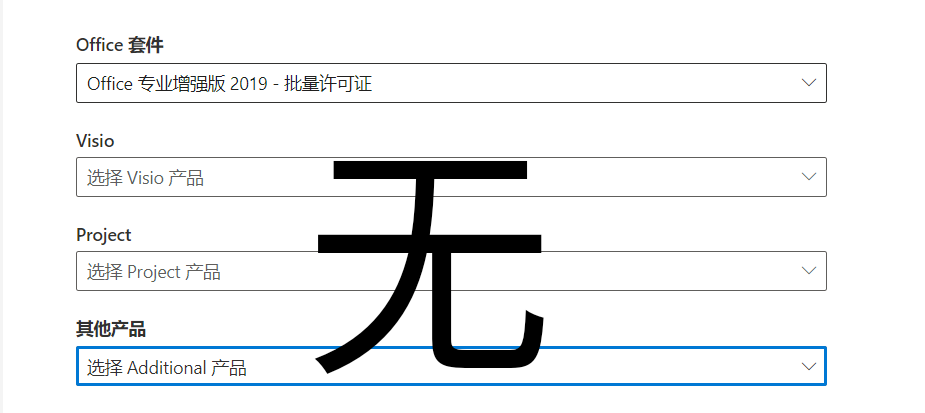 Office 套件
Office 专业增强版 2019 - 批量许可证
Visio
选择 Visio 产品
无
Project
选择 Project 产品
其他产品
选择 Additional 产品